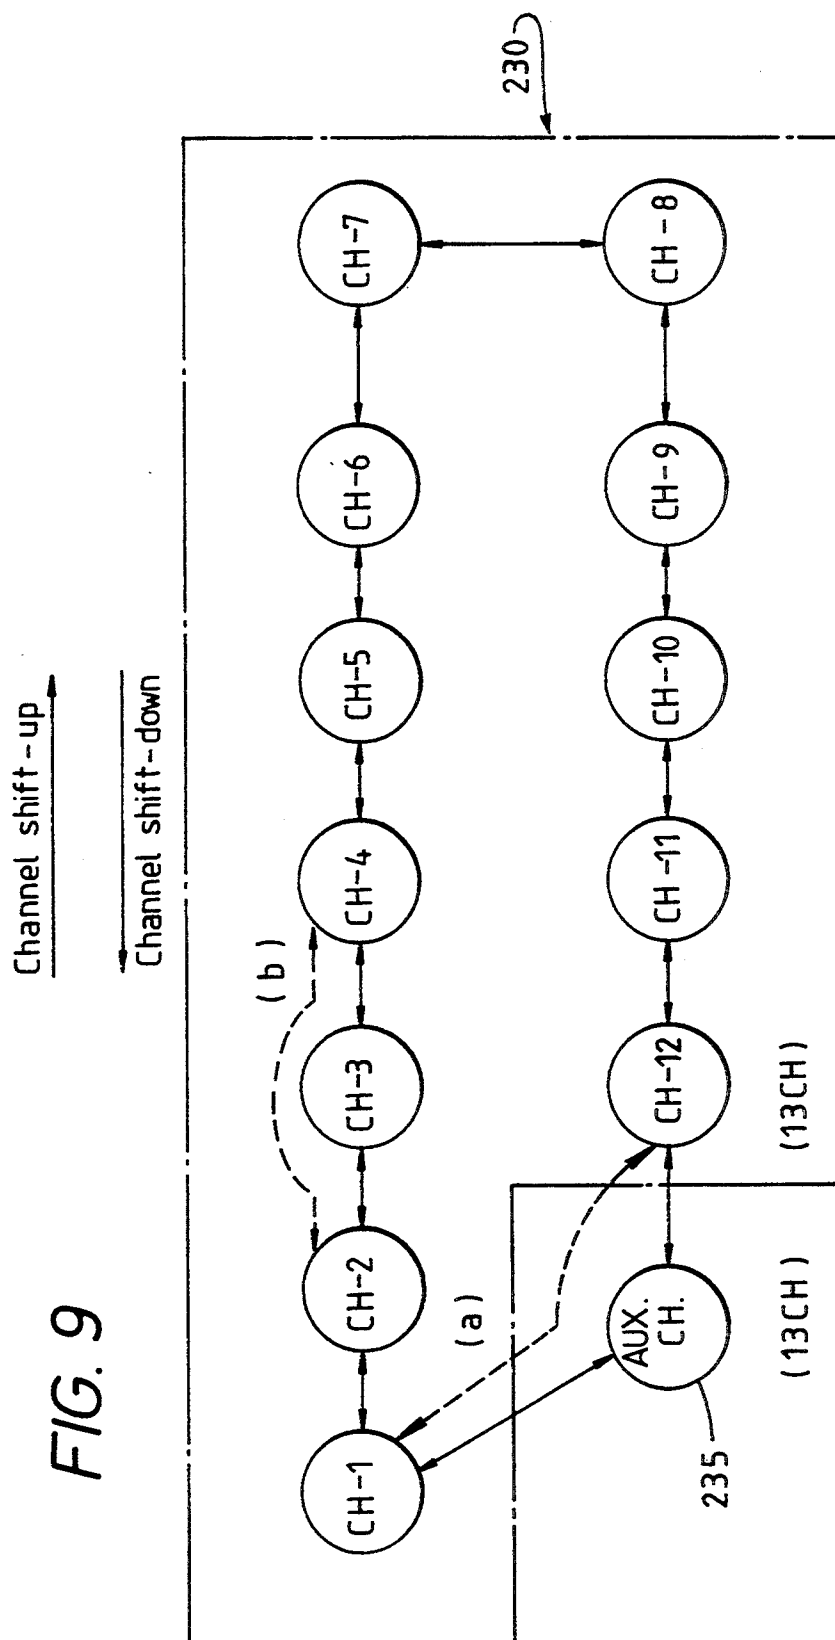 FIG. 9
Channel shift-up
Channel shift-down
230
(b)
CH-1
CH-2
CH-3
CH-4
CH-5
CH-6
CH-7
(a)
AUX.
CH.
CH-12
CH-11
CH-10
CH-9
CH-8
235
(13CH)
(13CH)